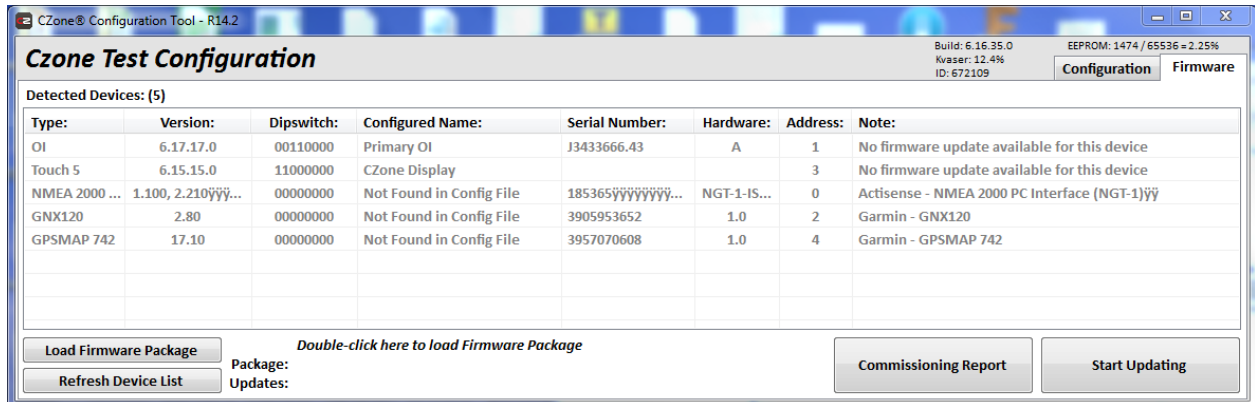 CZone® Configuration Tool - R14.2
Czone Test Configuration
Build: 6.16.35.0
Kvaser: 12.4%
ID: 672109
EEPROM: 1474 / 65536 = 2.25%
Configuration Firmware
Detected Devices: (5)
Type: Version: Dipswitch: Configured Name: Serial Number: Hardware: Address: Note:
OI 6.17.17.0 00110000 Primary OI J3433666.43 A 1 No firmware update available for this device
Touch 5 6.15.15.0 11000000 CZone Display 3 No firmware update available for this device
NMEA 2000 ... 1.100, 2.210ÿÿÿ... 00000000 Not Found in Config File 185365ÿÿÿÿÿÿÿÿ... NGT-1-IS... 0 Actisense - NMEA 2000 PC Interface (NGT-1)ÿÿ
GNX120 2.80 00000000 Not Found in Config File 3905953652 1.0 2 Garmin - GNX120
GPSMAP 742 17.10 00000000 Not Found in Config File 3957070608 1.0 4 Garmin - GPSMAP 742
Load Firmware Package
Refresh Device List
Double-click here to load Firmware Package
Package:
Updates:
Commissioning Report
Start Updating